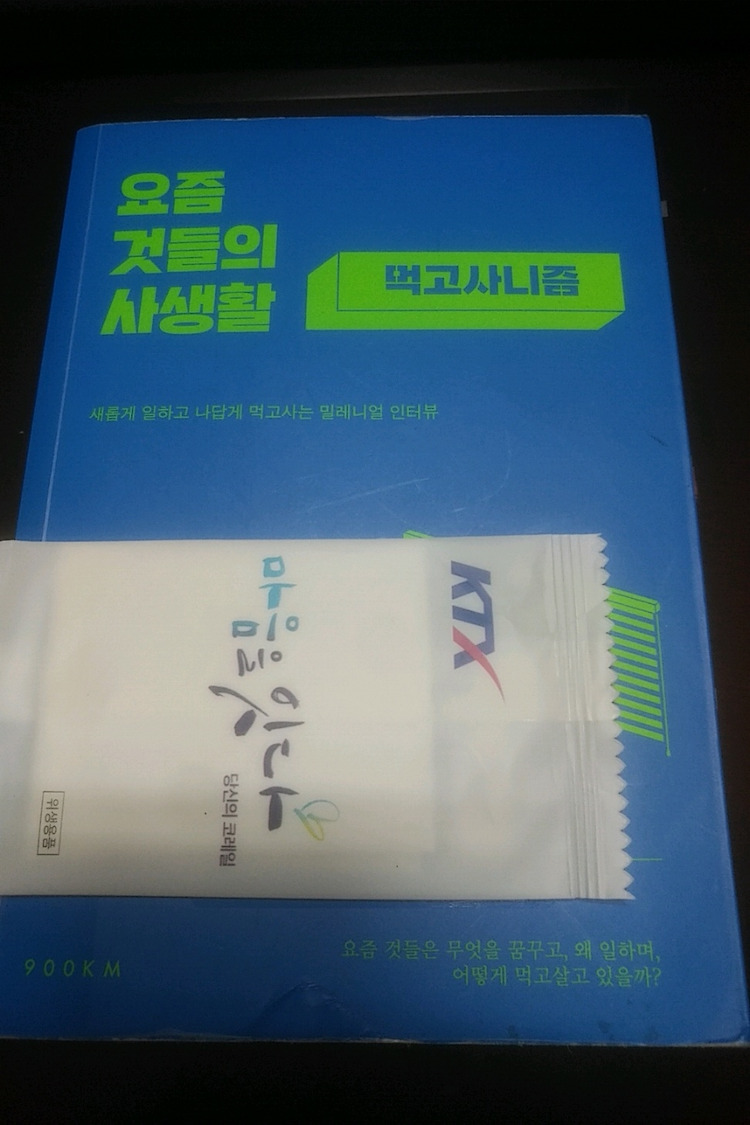 요즘
것들의
사생활
먹고사니즘
새롭게 일하고 나답게 먹고사는 밀레니얼 인터뷰
KTX
마음을 잇다
당신의 코레일
위생용품
900KM
요즘 것들은 무엇을 꿈꾸고, 왜 일하며,
어떻게 먹고살고 있을까?